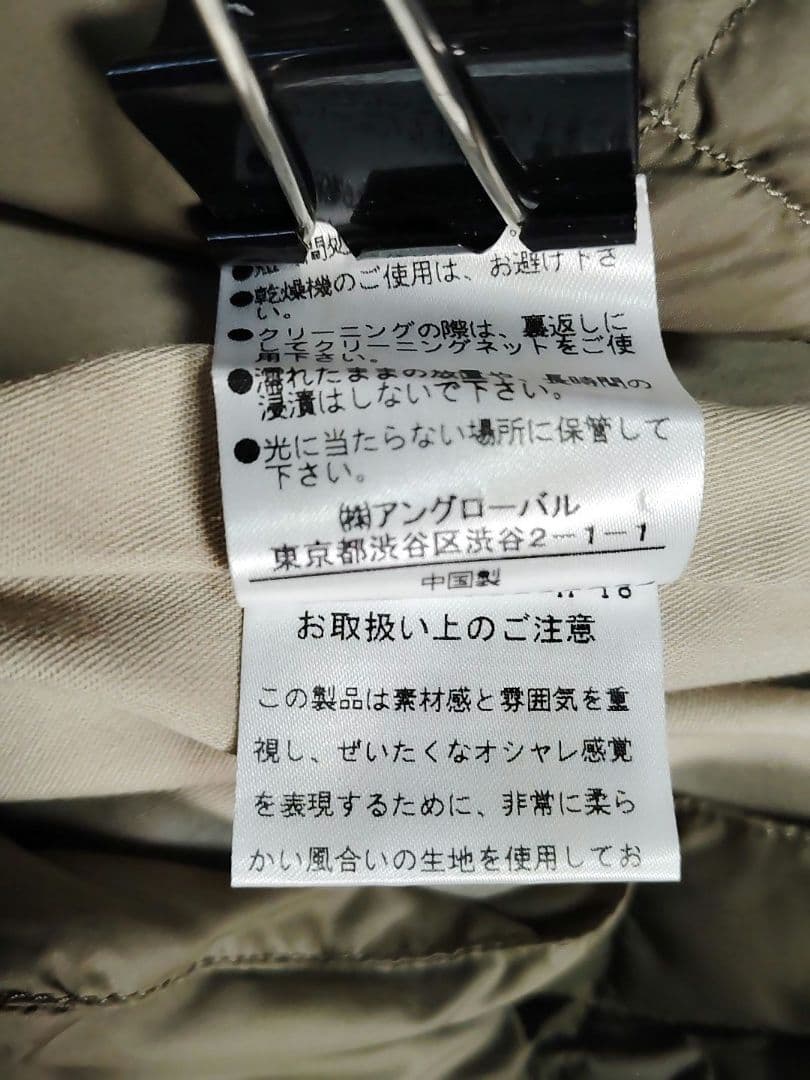 間処
●乾燥機のご使用は、お避け下さ
い。
●クリーニングの際は、裏返しに
してクリーニングネットをご使
用下さい。
●濡れたままの放置や、長時間の
浸漬はしないで下さい。
●光に当たらない場所に保管して
下さい。
㈱アングローバル
東京都渋谷区渋谷2-1-1
中国製
お取扱い上のご注意
この製品は素材感と雰囲気を重
視し、ぜいたくなオシャレ感覚
を表現するために、非常に柔ら
かい風合いの生地を使用してお